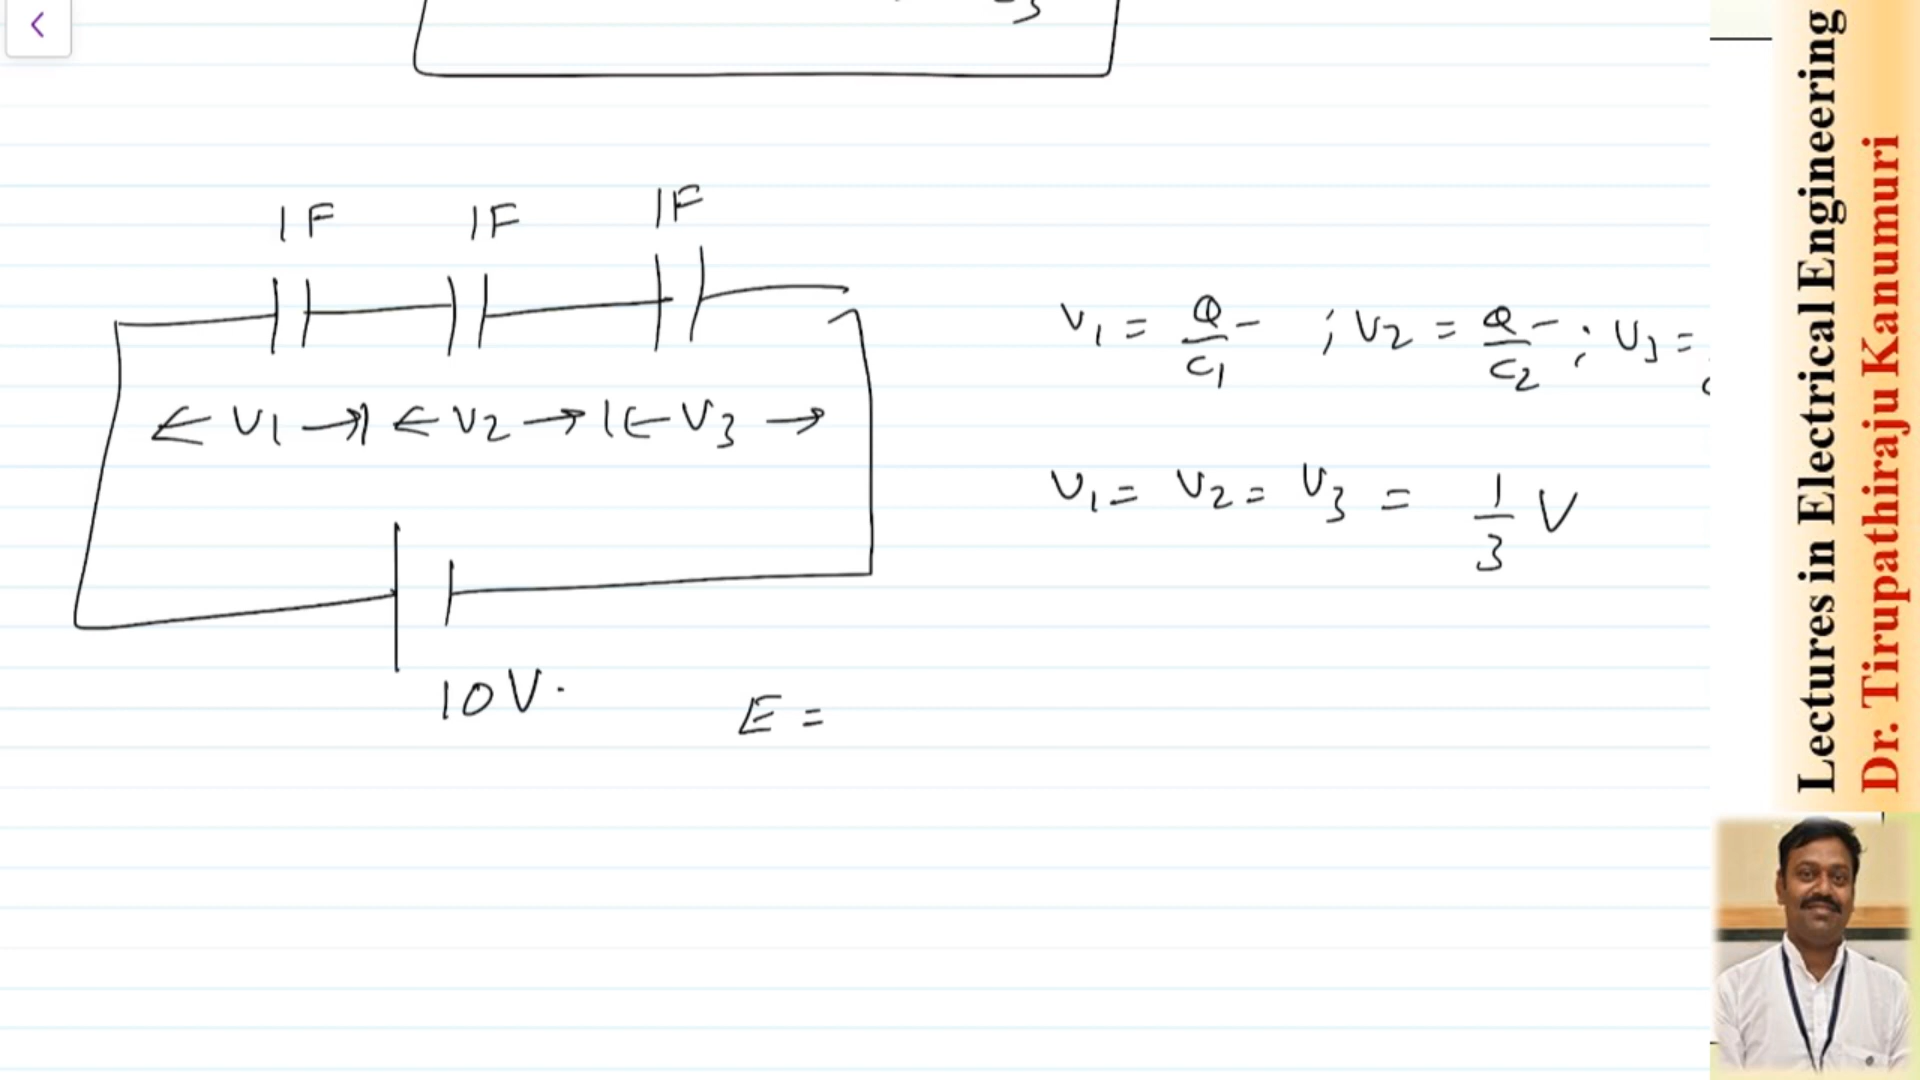 1F 1F 1F
V1 = Q/C1 ; V2 = Q/C2 ; V3 =
V1 V2 V3
V1 = V2 = V3 = 1/3 V
10V.
E =
Lectures in Electrical Engineering
Dr. Tirupathiraju Kanumuri